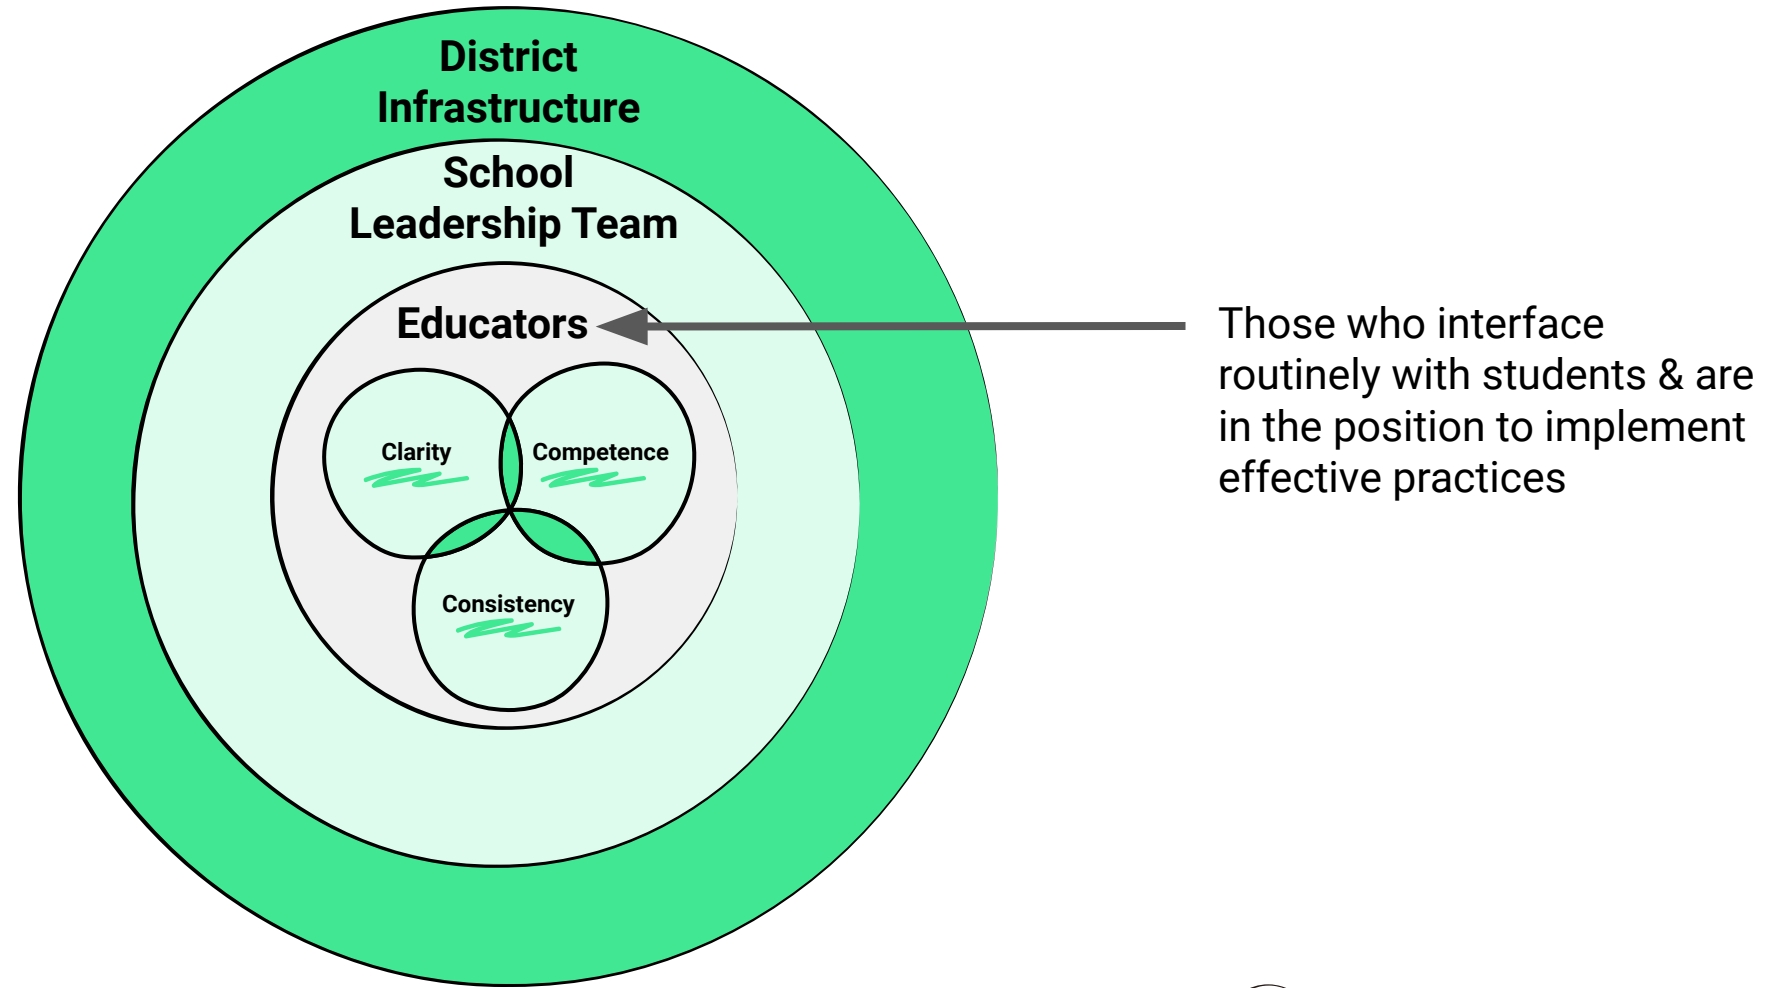 District
Infrastructure
School
Leadership Team
Educators
Clarity
Competence
Consistency
Those who interface
routinely with students & are
in the position to implement
effective practices